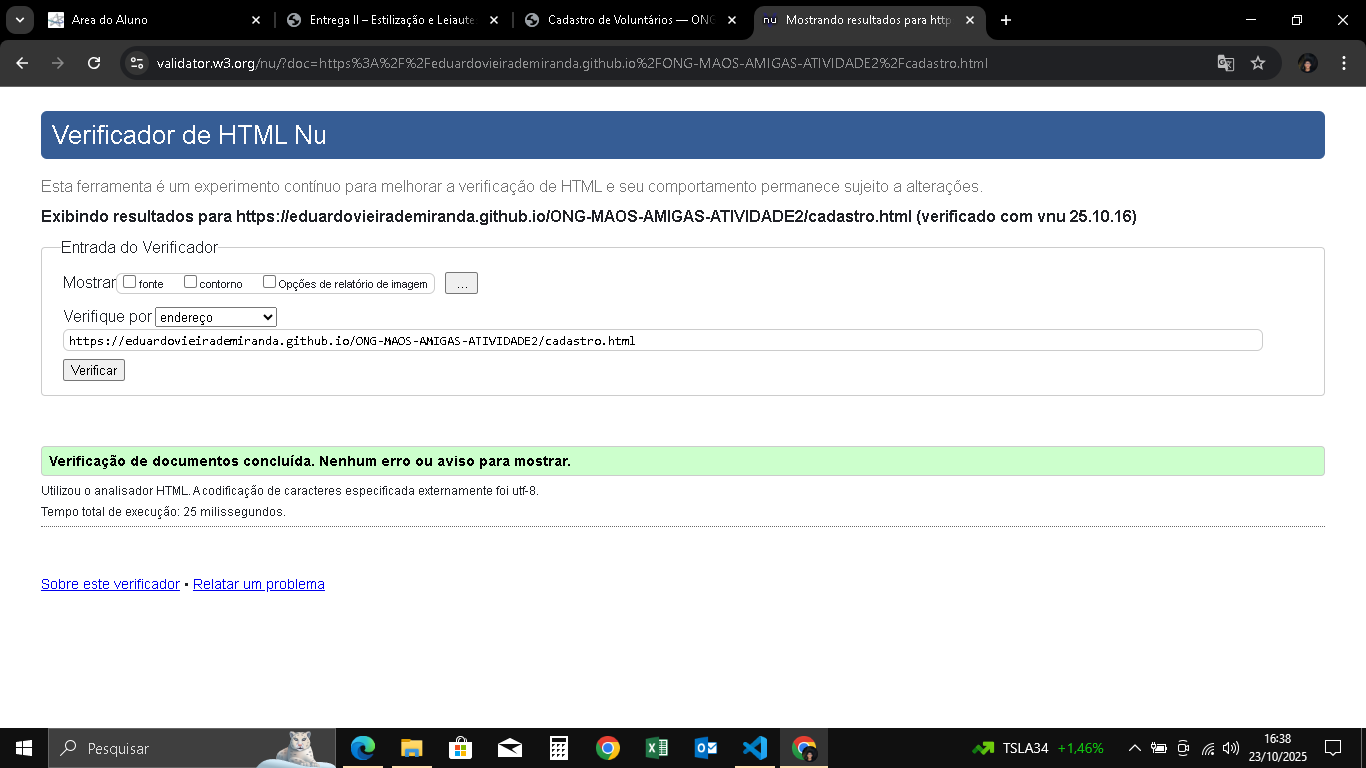 Area do Aluno
Entrega II – Estilização e Leiaute
Cadastro de Voluntários — ONG
nu Mostrando resultados para http
validator.w3.org/nu/?doc=https%3A%2F%2Feduardovieirademiranda.github.io%2FONG-MAOS-AMIGAS-ATIVIDADE2%2Fcadastro.html
Verificador de HTML Nu
Esta ferramenta é um experimento contínuo para melhorar a verificação de HTML e seu comportamento permanece sujeito a alterações.
Exibindo resultados para https://eduardovieirademiranda.github.io/ONG-MAOS-AMIGAS-ATIVIDADE2/cadastro.html (verificado com vnu 25.10.16)
Entrada do Verificador
Mostrar fonte contorno Opções de relatório de imagem ...
Verifique por endereço
https://eduardovieirademiranda.github.io/ONG-MAOS-AMIGAS-ATIVIDADE2/cadastro.html
Verificar
Verificação de documentos concluída. Nenhum erro ou aviso para mostrar.
Utilizou o analisador HTML. A codificação de caracteres especificada externamente foi utf-8.
Tempo total de execução: 25 milissegundos.
Sobre este verificador • Relatar um problema
Pesquisar
TSLA34 +1,46%
16:38
23/10/2025